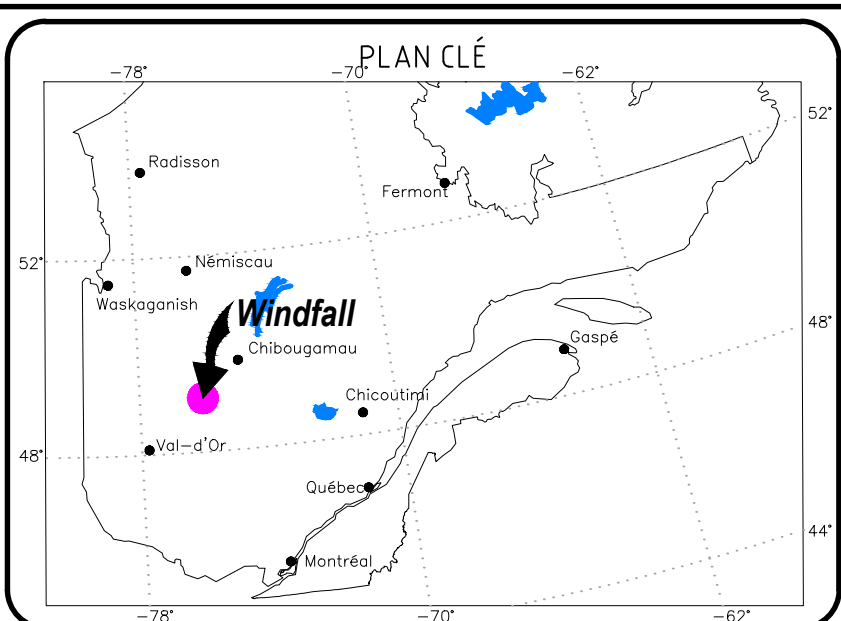 PLAN CLÉ
-78°
-70°
-62°
52°
Radisson
Fermont
52°
Némiscau
Waskaganish
Windfall
48°
Gaspé
Chibougamau
Chicoutimi
Val-d'Or
48°
Québec
44°
Montréal
-78°
-70°
-62°